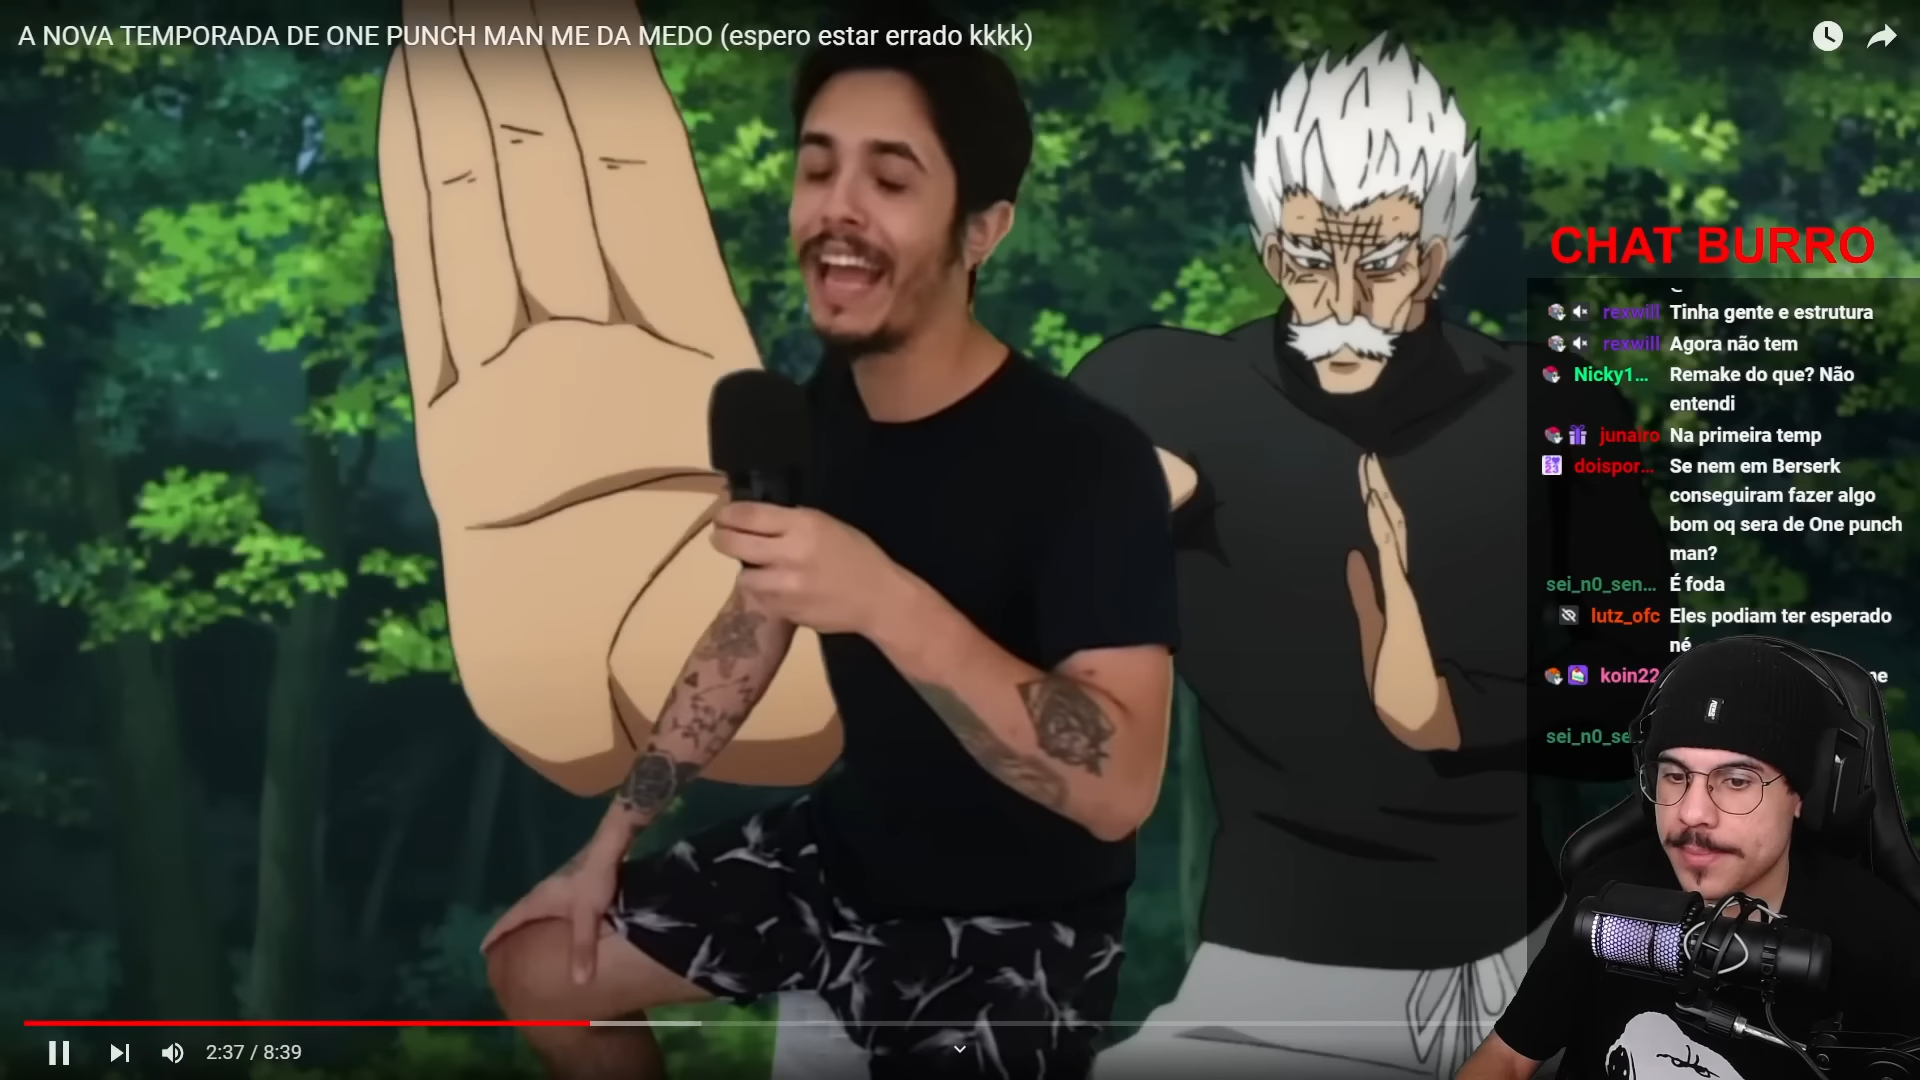 A NOVA TEMPORADA DE ONE PUNCH MAN ME DA MEDO (espero estar errado kkkk)
CHAT BURRO
rexwill Tinha gente e estrutura
rexwill Agora não tem
Nicky1... Remake do que? Não
entendi
junairo Na primeira temp
doispor... Se nem em Berserk
conseguiram fazer algo
bom oq sera de One punch
man?
sei_n0_sen... É foda
lutz_ofc Eles podiam ter esperado
né
koin22
sei_n0_se
2:37 / 8:39